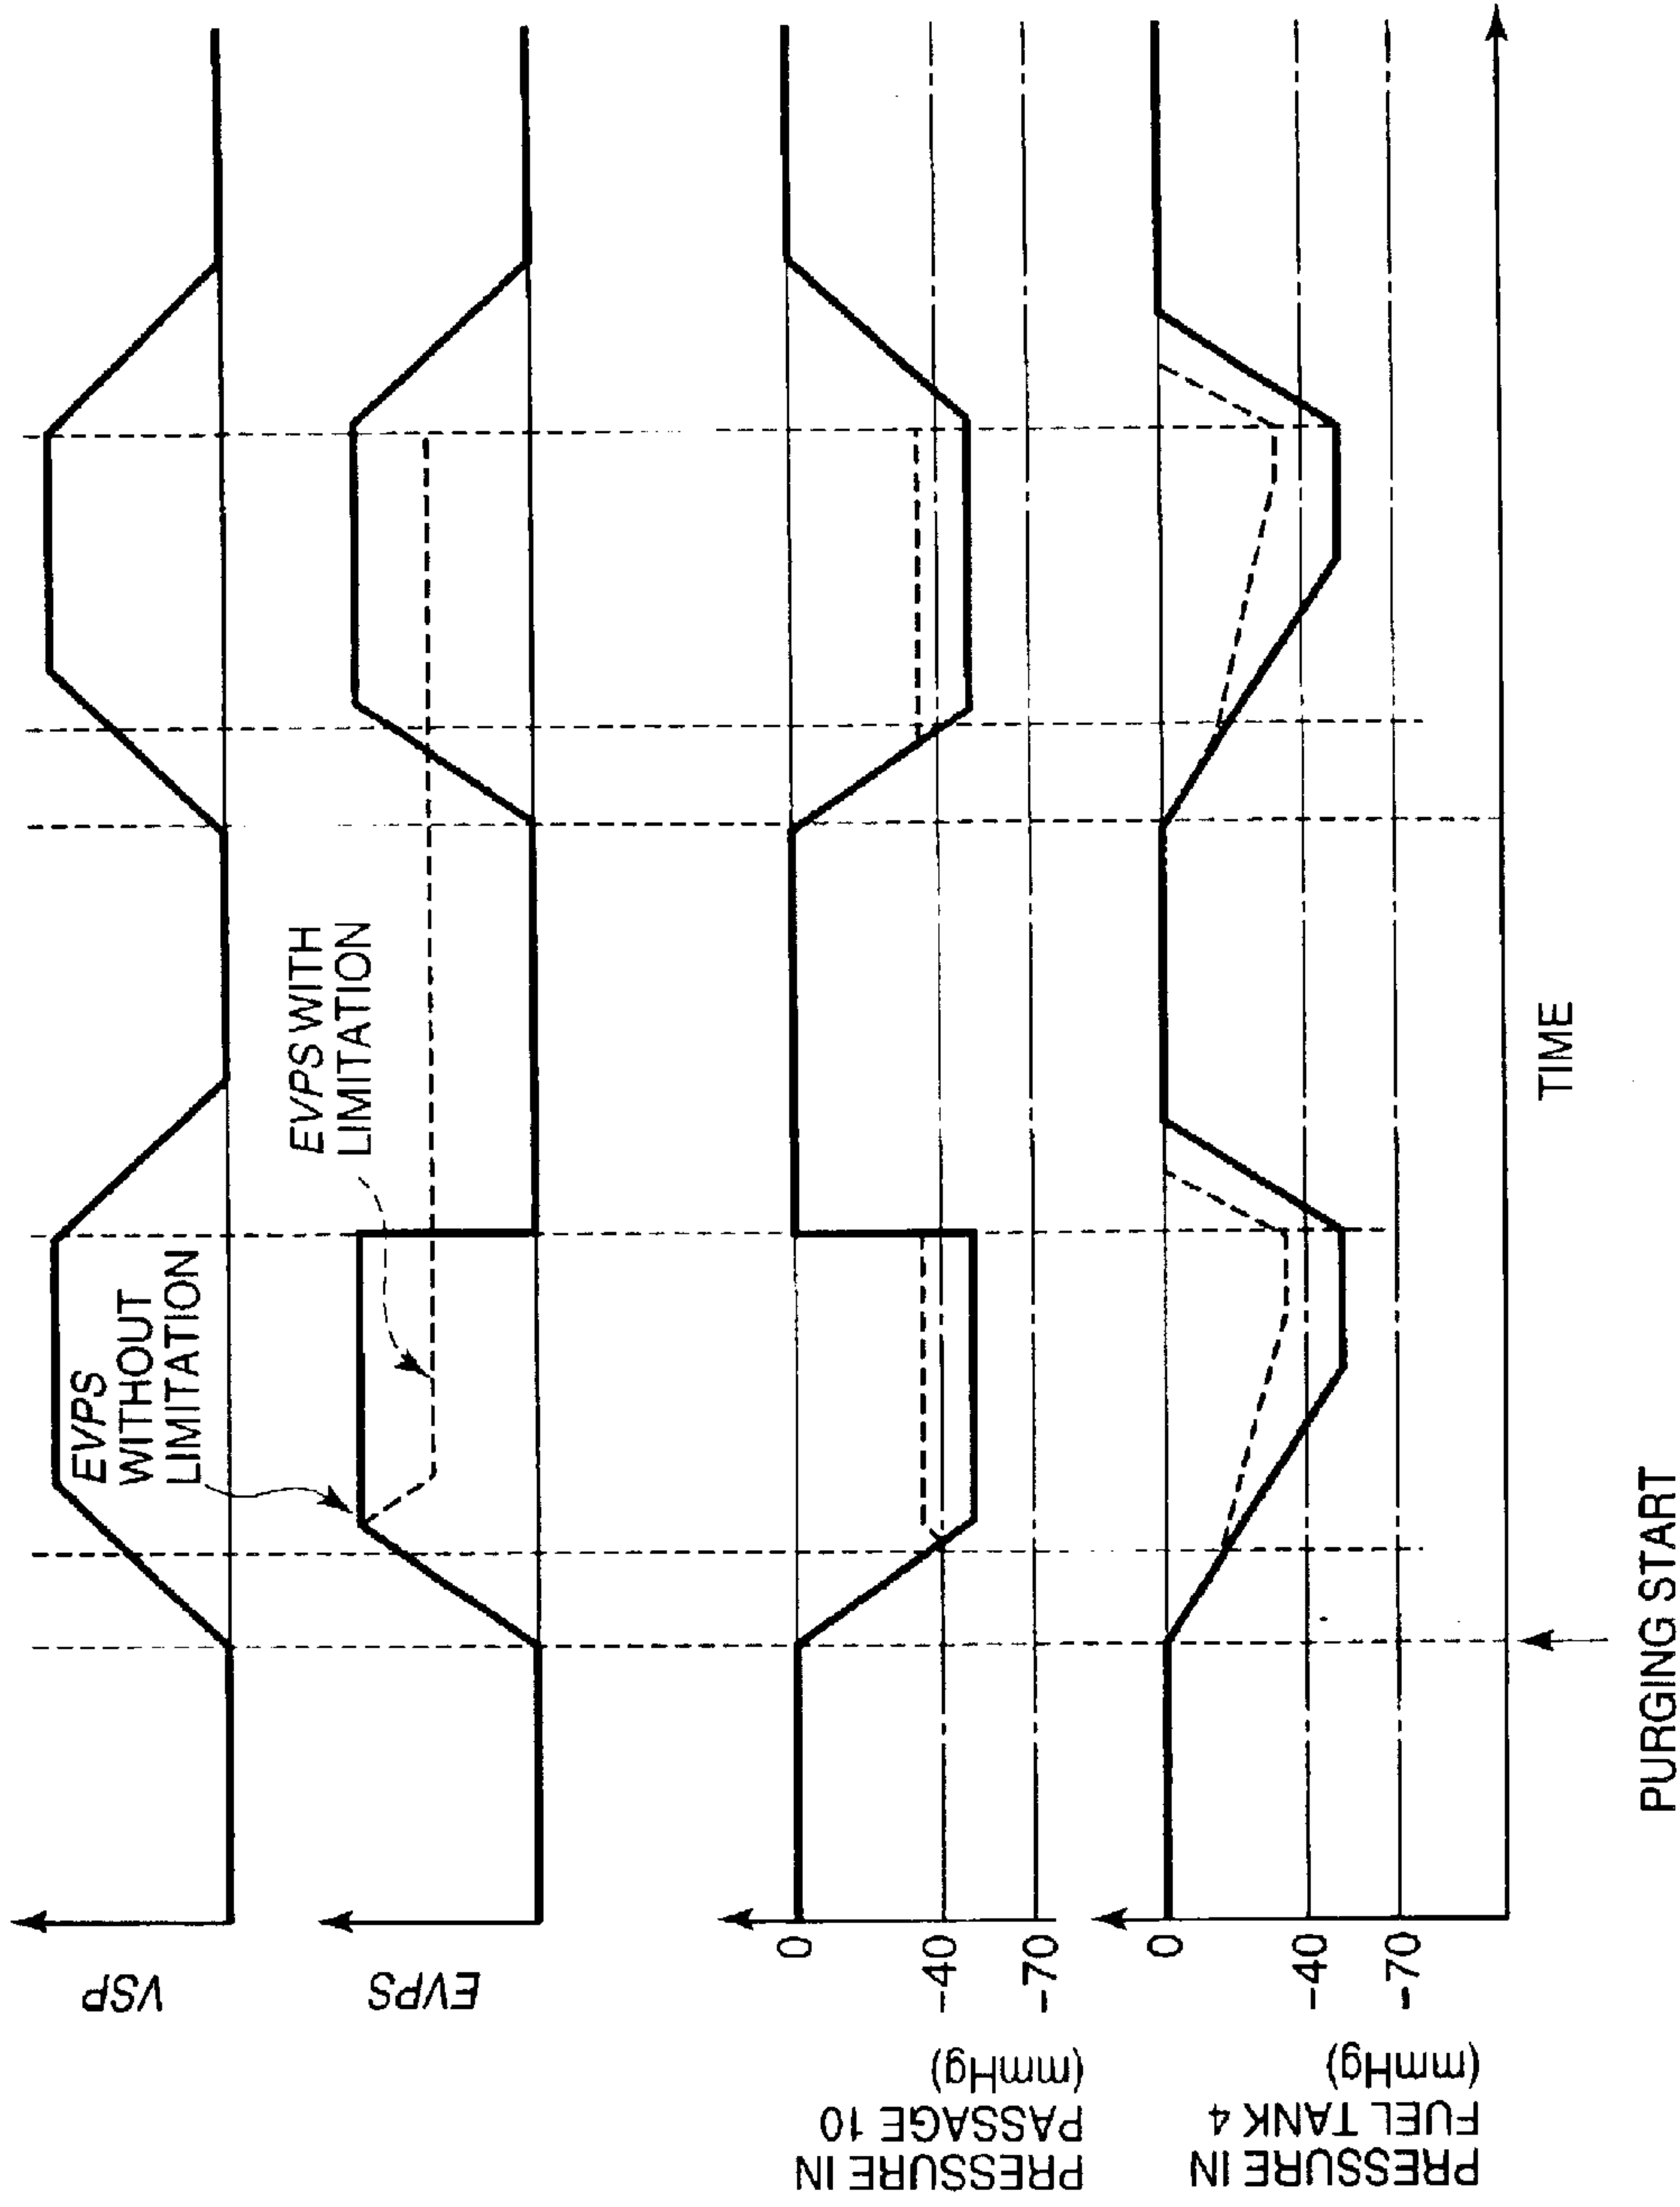 VSP
EVPS
WITHOUT
LIMITATION
EVPS WITH
LIMITATION
EVPS
PRESSURE IN
PASSAGE 10
(mmHg)
0
-40
-70
PRESSURE IN
FUEL TANK 4
(mmHg)
0
-40
-70
TIME
PURGING START